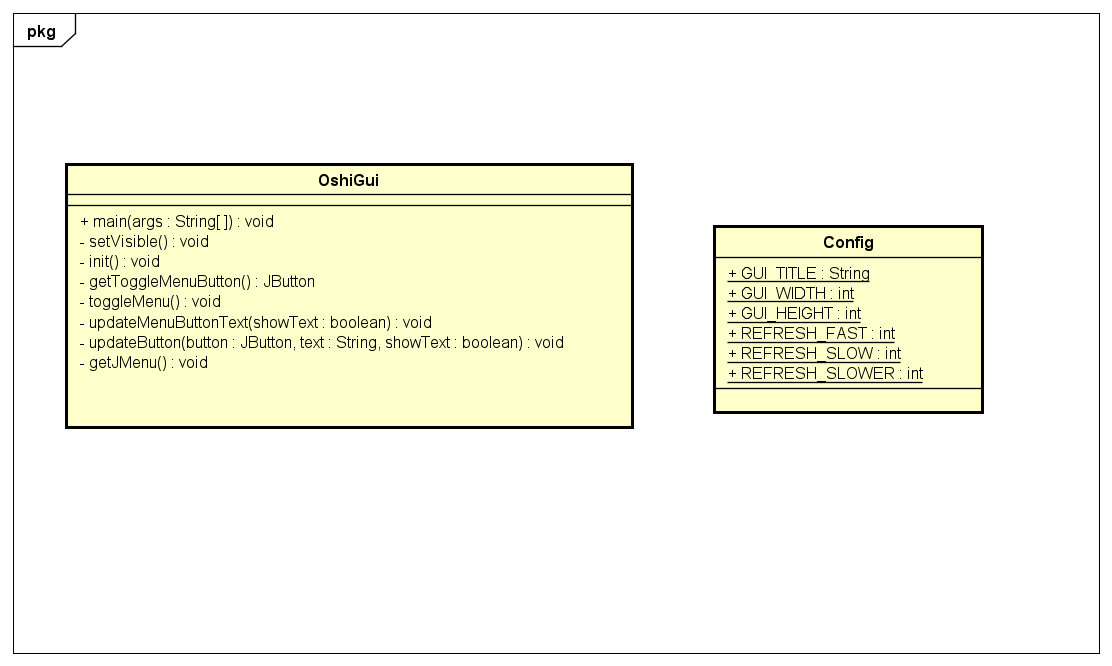 pkg
OshiGui
+ main(args : String[ ]) : void
- setVisible() : void
- init() : void
- getToggleMenuButton() : JButton
- toggleMenu() : void
- updateMenuButtonText(showText : boolean) : void
- updateButton(button : JButton, text : String, showText : boolean) : void
- getJMenu() : void
Config
+ GUI_TITLE : String
+ GUI_WIDTH : int
+ GUI_HEIGHT : int
+ REFRESH_FAST : int
+ REFRESH_SLOW : int
+ REFRESH_SLOWER : int